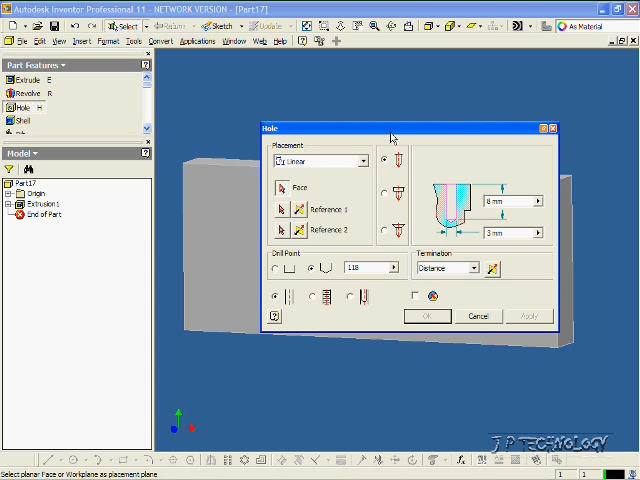 Autodesk Inventor Professional 11 - NETWORK VERSION - [Part17]
Select Return Sketch Update As Material
File Edit View Insert Format Tools Convert Applications Window Web Help
Part Features
Extrude E
Revolve R
Hole H
Shell
Model
Part17
Origin
Extrusion1
End of Part
Hole
Placement
Linear
Face
Reference 1
Reference 2
8 mm
3 mm
Drill Point
118
Termination
Distance
OK Cancel Apply
J P TECHNOLOGY
Select planar Face or Workplane as placement plane 1 1